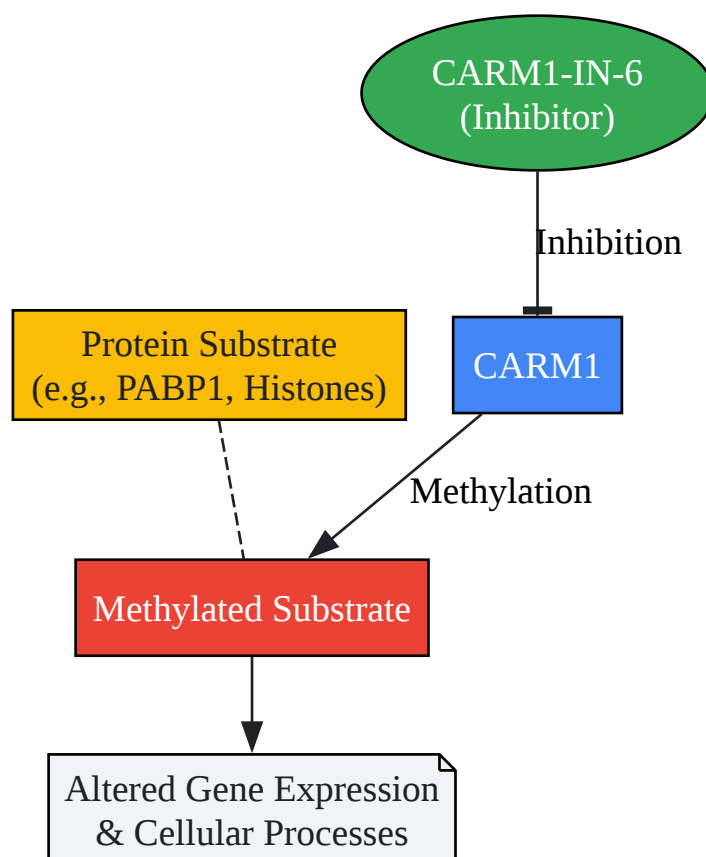 CARM1-IN-6
(Inhibitor)
Inhibition
Protein Substrate
(e.g., PABP1, Histones)
CARM1
Methylation
Methylated Substrate
Altered Gene Expression
& Cellular Processes